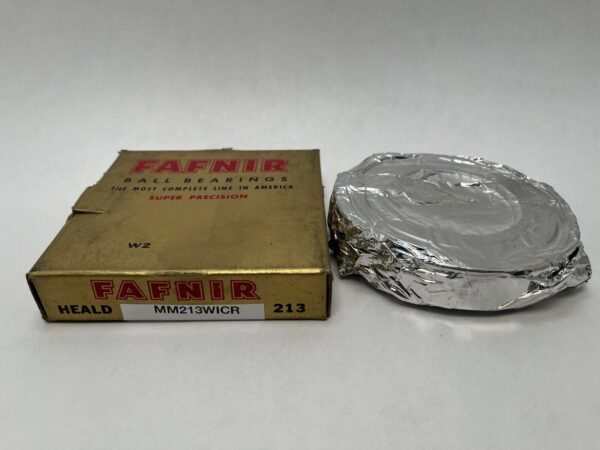 FAFNIR
BALL BEARINGS
THE MOST COMPLETE LINE IN AMERICA
SUPER PRECISION
W2
FAFNIR
HEALD MM213WICR 213